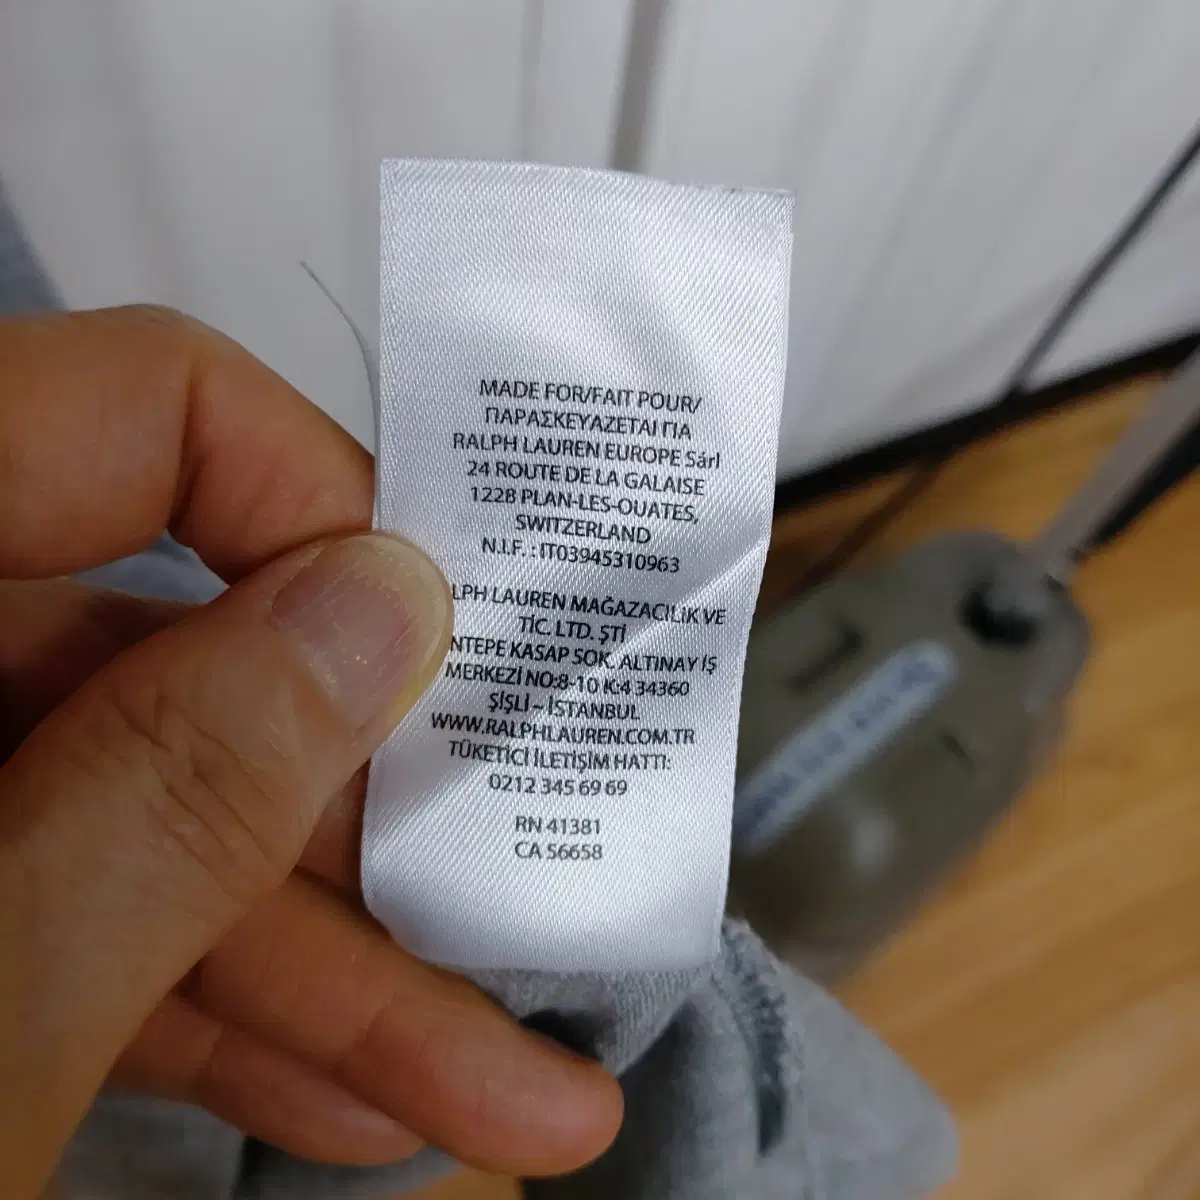 MADE FOR/FAIT POUR/
ΠΑΡΑΣΚΕΥΑΖΕΤΑΙ ΓΙΑ
RALPH LAUREN EUROPE Sárl
24 ROUTE DE LA GALAISE
1228 PLAN-LES-OUATES,
SWITZERLAND
N.I.F. : IT03945310963
LPH LAUREN MAĞAZACILIK VE
TİC. LTD. ŞTİ
NTEPE KASAP SOK. ALTINAY İŞ
MERKEZİ NO:8-10 K:4 34360
ŞİŞLİ – İSTANBUL
WWW.RALPHLAUREN.COM.TR
TÜKETİCİ İLETİŞİM HATTI:
0212 345 69 69
RN 41381
CA 56658